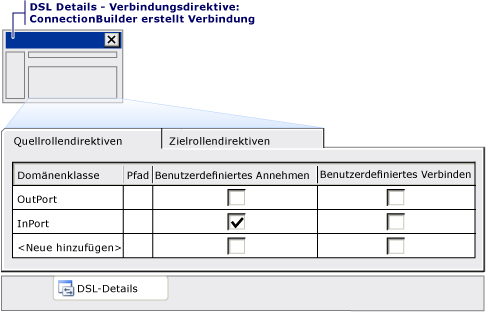 DSL Details - Verbindungsdirektive:
ConnectionBuilder erstellt Verbindung
Quellrollendirektiven Zielrollendirektiven
Domänenklasse Pfad Benutzerdefiniertes Annehmen Benutzerdefiniertes Verbinden
OutPort
InPort
<Neue hinzufügen>
DSL-Details